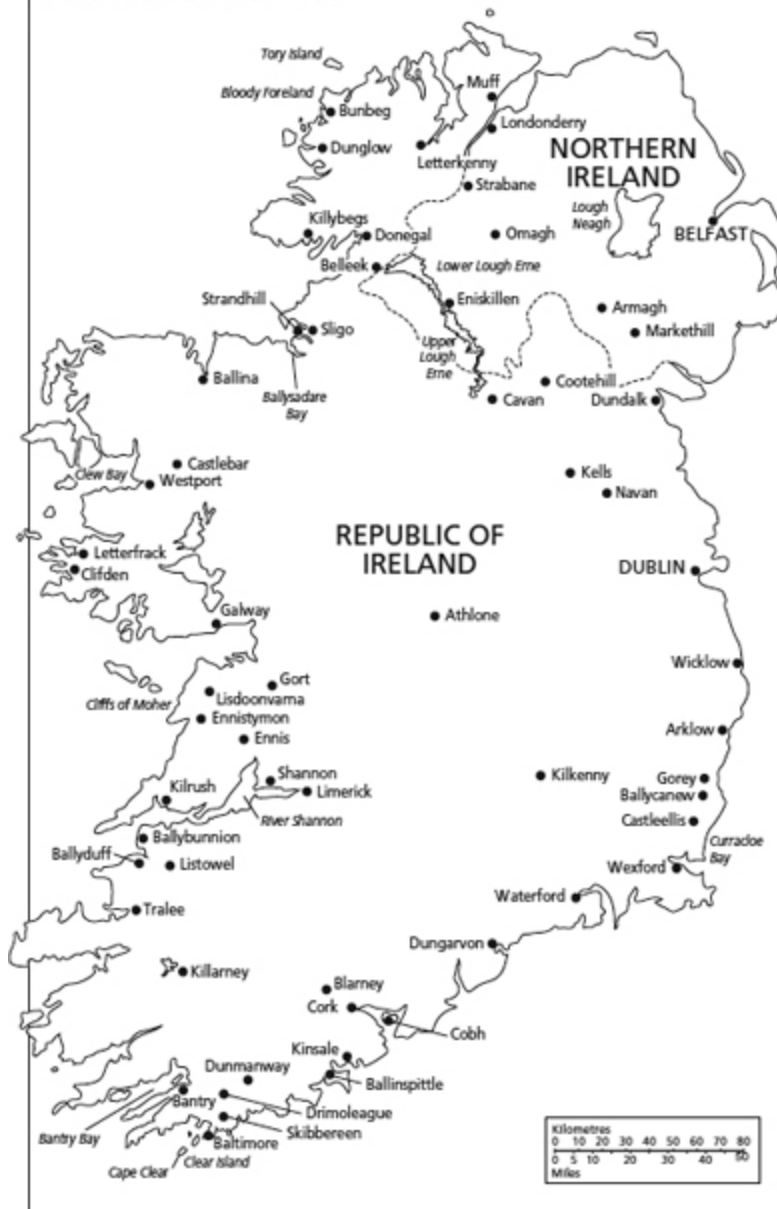 Tory Island
Muff
Bloody Foreland
Bunbeg
Londonderry
Dunglow
Letterkenny
NORTHERN
IRELAND
Strabane
Lough
Neagh
Killybegs
Donegal
Omagh
BELFAST
Belleek
Lower Lough Erne
Strandhill
Eniskillen
Armagh
Sligo
Markethill
Upper
Lough
Erne
Ballina
Cootehill
Ballysadare
Bay
Cavan
Dundalk
Castlebar
Clew Bay
Westport
Kells
Navan
REPUBLIC OF
IRELAND
Letterfrack
Clifden
DUBLIN
Galway
Athlone
Wicklow
Gort
Cliffs of Moher
Lisdoonvarna
Ennistymon
Arklow
Ennis
Shannon
Kilkenny
Gorey
Kilrush
Limerick
Ballycanew
River Shannon
Castleellis
Ballybunnion
Curracloe
Bay
Ballyduff
Listowel
Wexford
Waterford
Tralee
Dungarvon
Killarney
Blarney
Cork
Cobh
Kinsale
Dunmanway
Ballinspittle
Bantry
Drimoleague
Skibbereen
Bantry Bay
Baltimore
Clear Island
Cape Clear
Kilometres
0 10 20 30 40 50 60 70 80
0 5 10 20 30 40 50
Miles